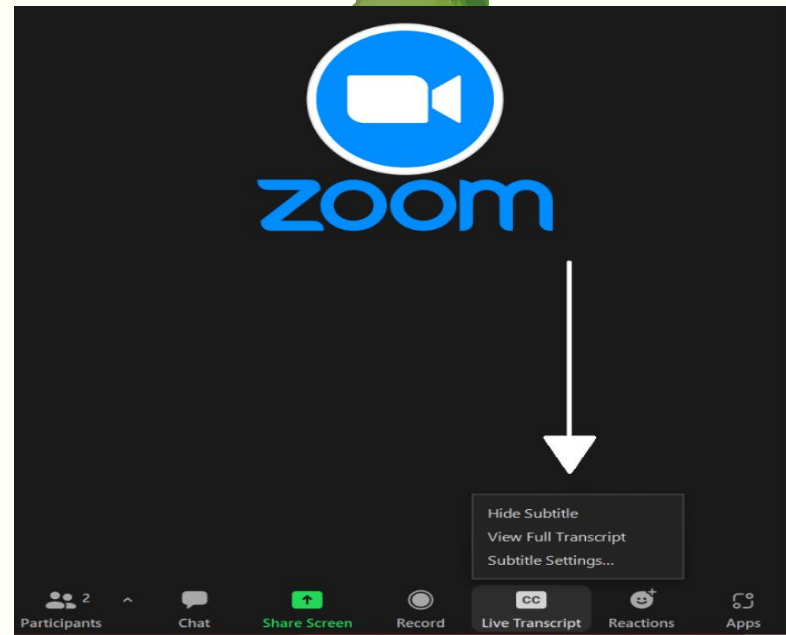 zoom
Hide Subtitle
View Full Transcript
Subtitle Settings...
2
CC
Participants Chat Share Screen Record Live Transcript Reactions Apps